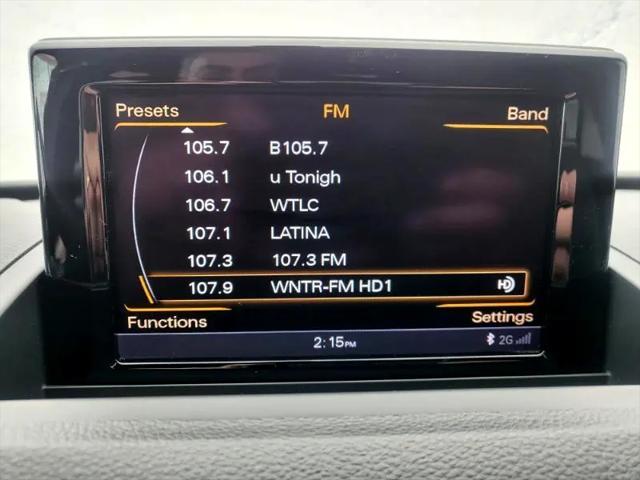 Presets FM Band
105.7 B105.7
106.1 u Tonigh
106.7 WTLC
107.1 LATINA
107.3 107.3 FM
107.9 WNTR-FM HD1 HD
Functions Settings
2:15PM 2G